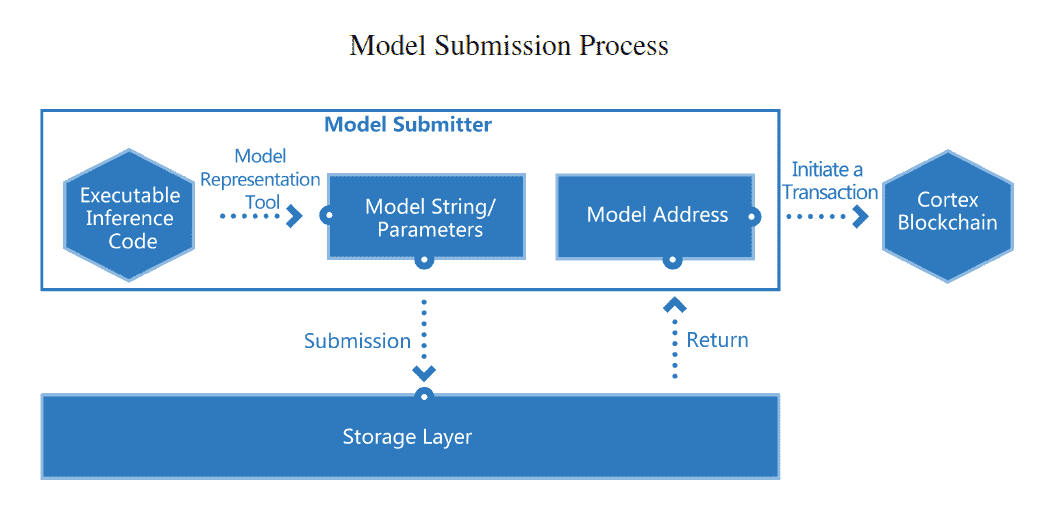 Model Submission Process
Model Submitter
Executable
Inference
Code
Model
Representation
Tool
Model String/
Parameters
Model Address
Initiate a
Transaction
Cortex
Blockchain
Submission
Return
Storage Layer